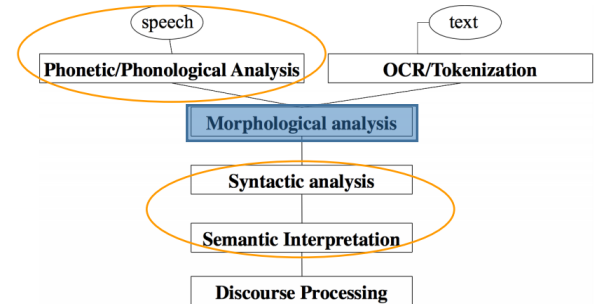 speech
text
Phonetic/Phonological Analysis
OCR/Tokenization
Morphological analysis
Syntactic analysis
Semantic Interpretation
Discourse Processing